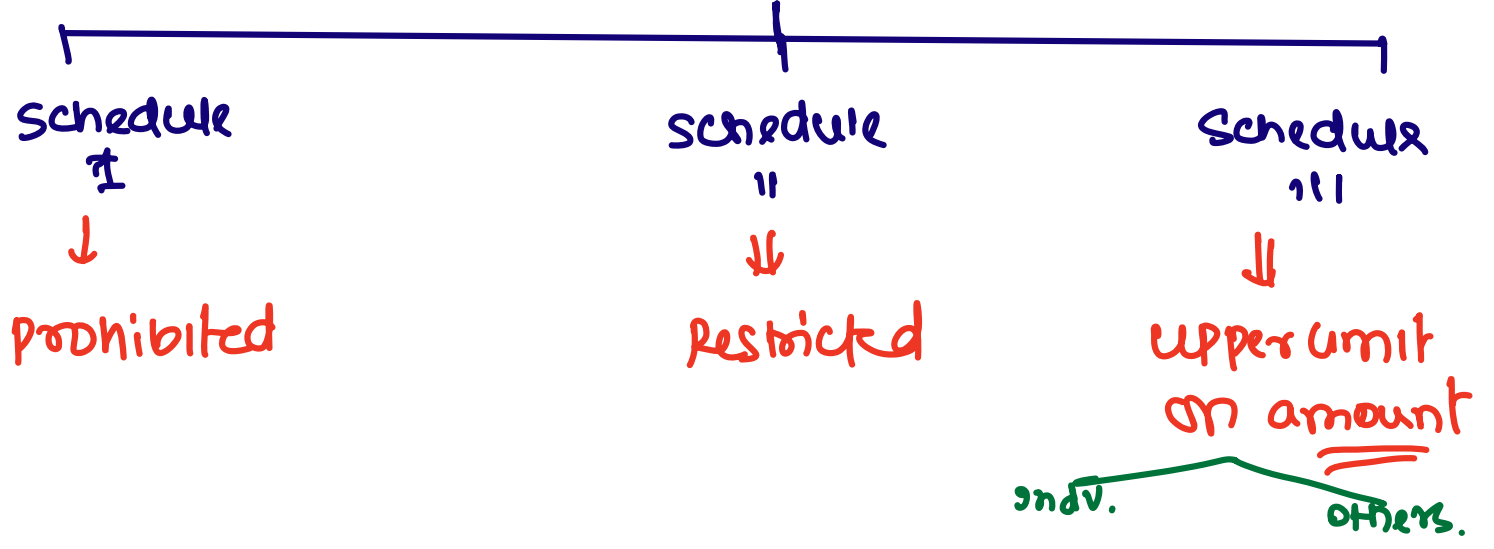 Schedule
I
Prohibited
Schedule
II
Restricted
Schedule
III
Upper limit
on amount
Indv.
Others.